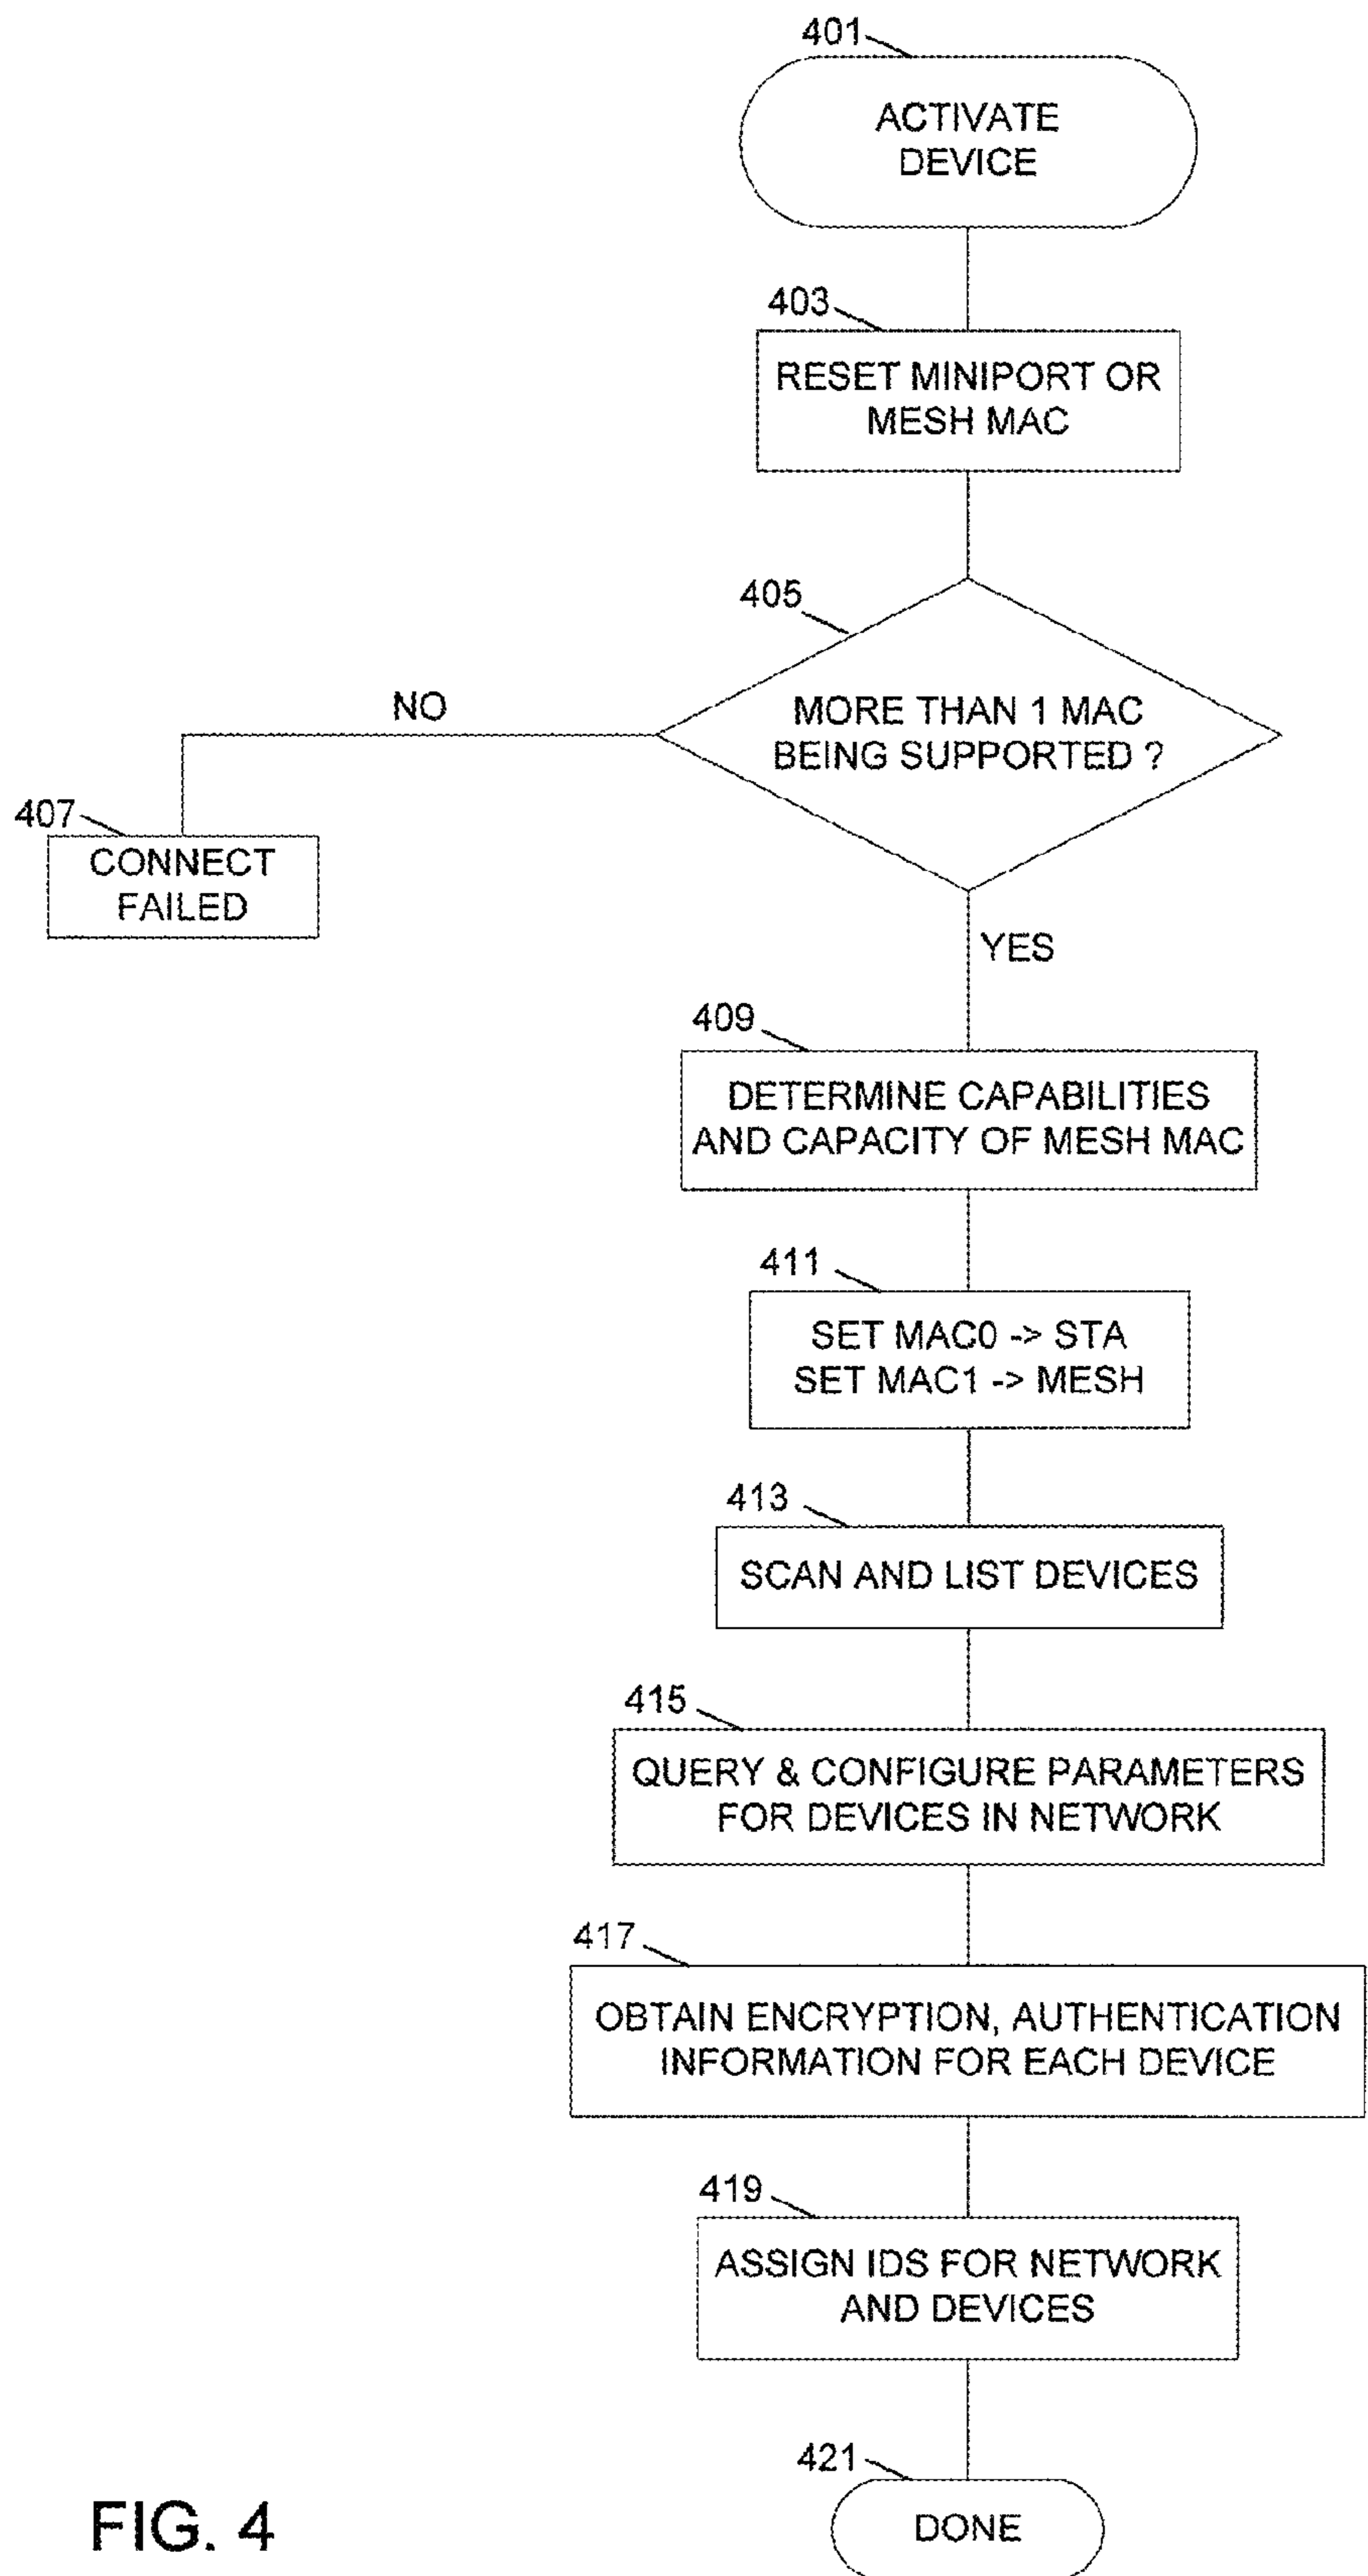 401
ACTIVATE
DEVICE
403
RESET MINIPORT OR
MESH MAC
405
MORE THAN 1 MAC
BEING SUPPORTED ?
NO
407
CONNECT
FAILED
YES
409
DETERMINE CAPABILITIES
AND CAPACITY OF MESH MAC
411
SET MAC0 -> STA
SET MAC1 -> MESH
413
SCAN AND LIST DEVICES
415
QUERY & CONFIGURE PARAMETERS
FOR DEVICES IN NETWORK
417
OBTAIN ENCRYPTION, AUTHENTICATION
INFORMATION FOR EACH DEVICE
419
ASSIGN IDS FOR NETWORK
AND DEVICES
421
DONE
FIG. 4